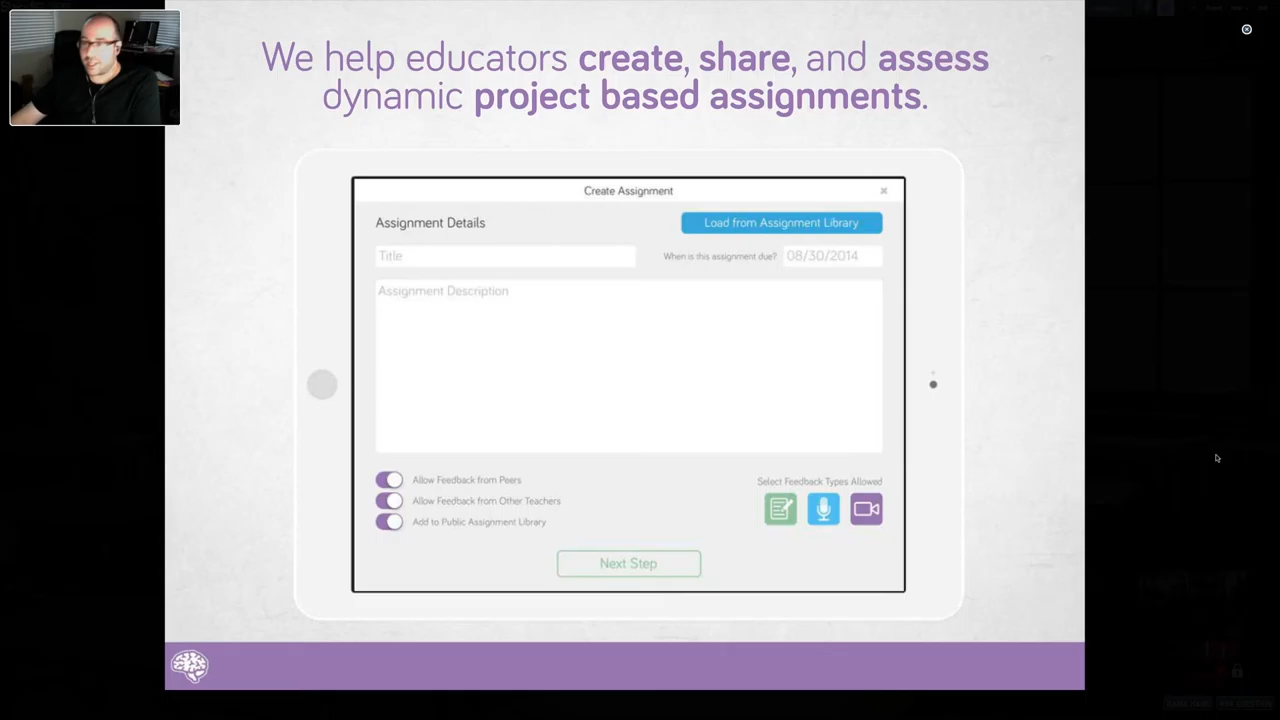 We help educators create, share, and assess
dynamic project based assignments.
Create Assignment
Assignment Details
Load from Assignment Library
Title
When is this assignment due?
08/30/2014
Assignment Description
Allow Feedback from Peers
Allow Feedback from Other Teachers
Add to Public Assignment Library
Select Feedback Types Allowed
Next Step